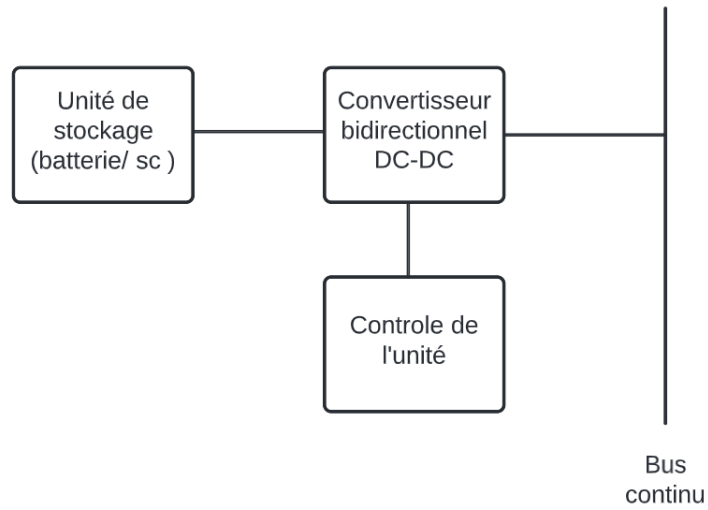 Unité de
stockage
(batterie/ sc )
Convertisseur
bidirectionnel
DC-DC
Controle de
l'unité
Bus
continu